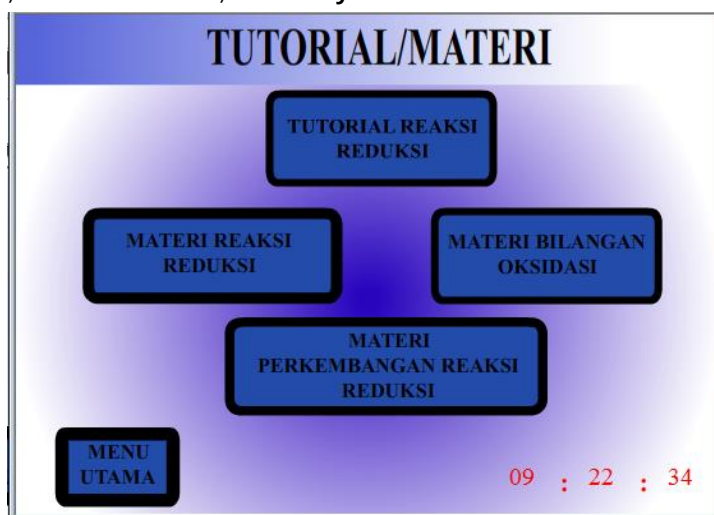 TUTORIAL/MATERI
TUTORIAL REAKSI
REDUKSI
MATERI REAKSI
REDUKSI
MATERI BILANGAN
OKSIDASI
MATERI
PERKEMBANGAN REAKSI
REDUKSI
MENU
UTAMA
09 : 22 : 34